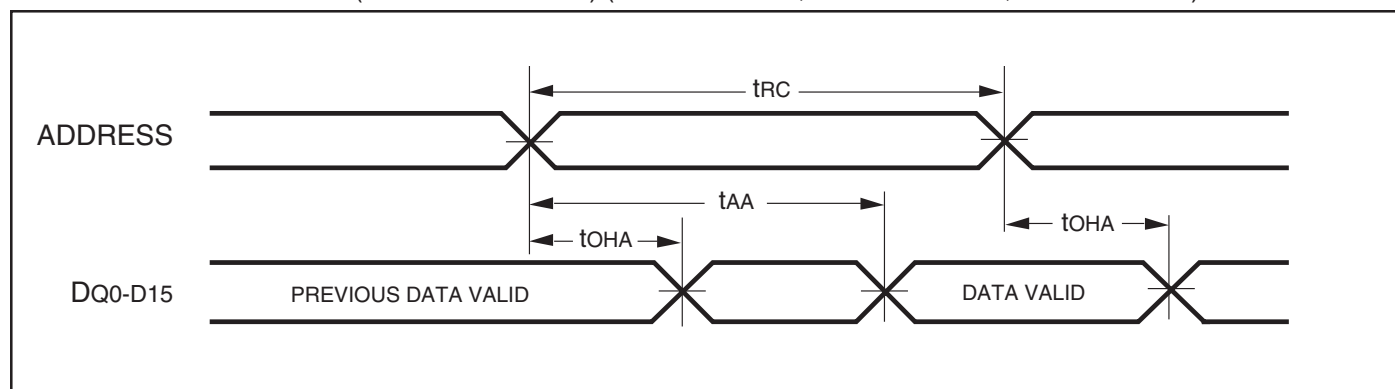 tRC
ADDRESS
tAA
tOHA
tOHA
DQ0-D15
PREVIOUS DATA VALID
DATA VALID